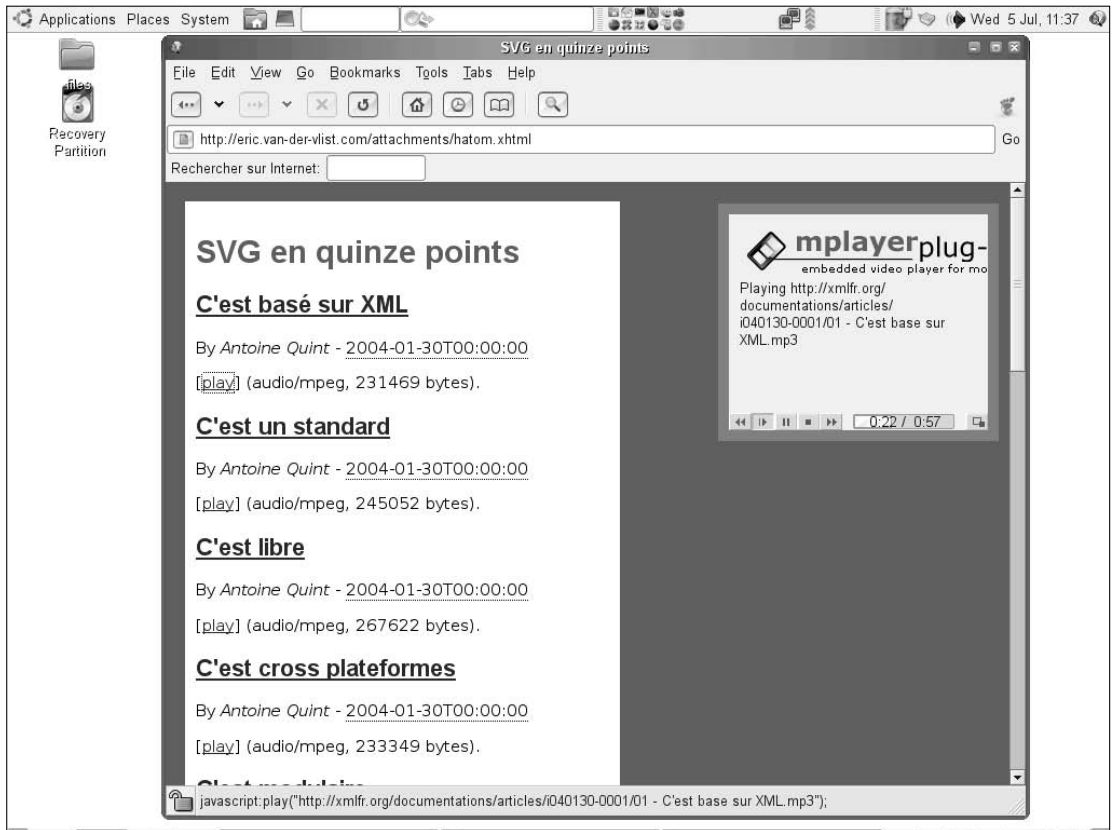 Applications Places System
Wed 5 Jul, 11:37
files
Recovery
Partition
SVG en quinze points
File Edit View Go Bookmarks Tools Tabs Help
http://eric.van-der-vlist.com/attachments/hatom.xhtml
Go
Rechercher sur Internet:
SVG en quinze points
C'est basé sur XML
By Antoine Quint - 2004-01-30T00:00:00
[play] (audio/mpeg, 231469 bytes).
C'est un standard
By Antoine Quint - 2004-01-30T00:00:00
[play] (audio/mpeg, 245052 bytes).
C'est libre
By Antoine Quint - 2004-01-30T00:00:00
[play] (audio/mpeg, 267622 bytes).
C'est cross plateformes
By Antoine Quint - 2004-01-30T00:00:00
[play] (audio/mpeg, 233349 bytes).
C'est modulaire
mplayerplug-
embedded video player for mo
Playing http://xmlfr.org/
documentations/articles/
i040130-0001/01 - C'est base sur
XML.mp3
0:22 / 0:57
javascript:play("http://xmlfr.org/documentations/articles/i040130-0001/01 - C'est base sur XML.mp3");